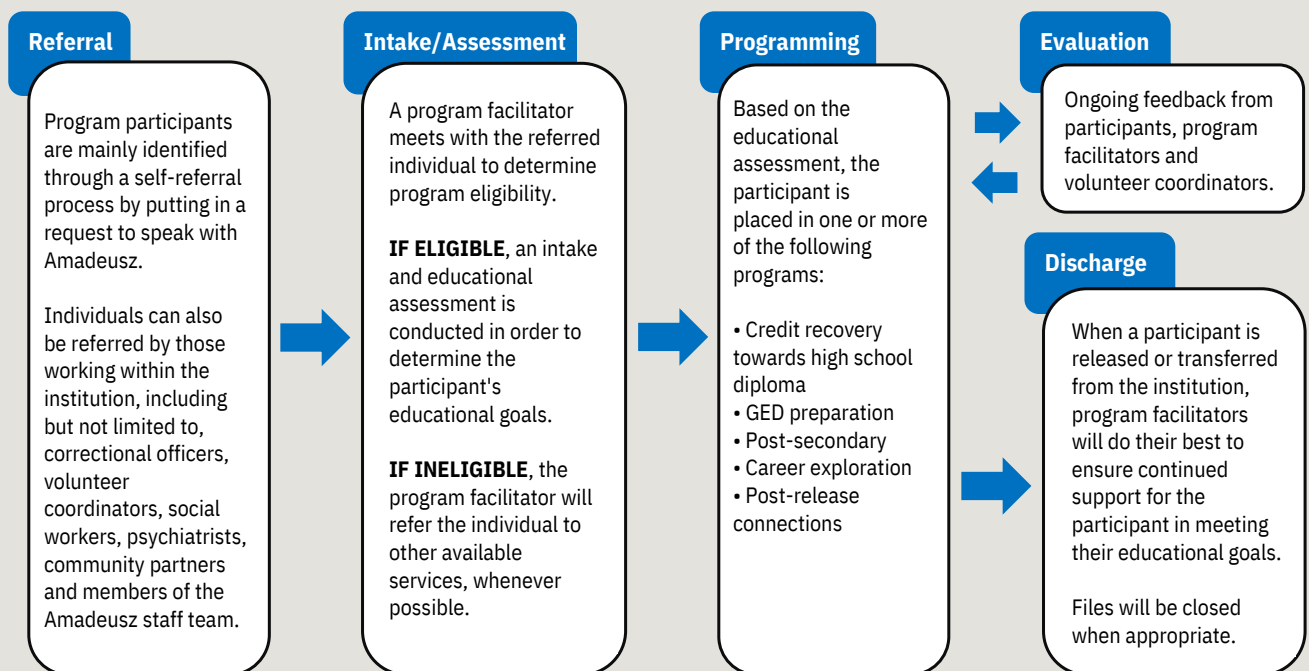 Referral
Program participants
are mainly identified
through a self-referral
process by putting in a
request to speak with
Amadeusz.
Individuals can also
be referred by those
working within the
institution, including
but not limited to,
correctional officers,
volunteer
coordinators, social
workers, psychiatrists,
community partners
and members of the
Amadeusz staff team.
Intake/Assessment
A program facilitator
meets with the referred
individual to determine
program eligibility.
IF ELIGIBLE, an intake
and educational
assessment is
conducted in order to
determine the
participant's
educational goals.
IF INELIGIBLE, the
program facilitator will
refer the individual to
other available
services, whenever
possible.
Programming
Based on the
educational
assessment, the
participant is
placed in one or more
of the following
programs:
• Credit recovery
towards high school
diploma
• GED preparation
• Post-secondary
• Career exploration
• Post-release
connections
Evaluation
Ongoing feedback from
participants, program
facilitators and
volunteer coordinators.
Discharge
When a participant is
released or transferred
from the institution,
program facilitators
will do their best to
ensure continued
support for the
participant in meeting
their educational goals.
Files will be closed
when appropriate.